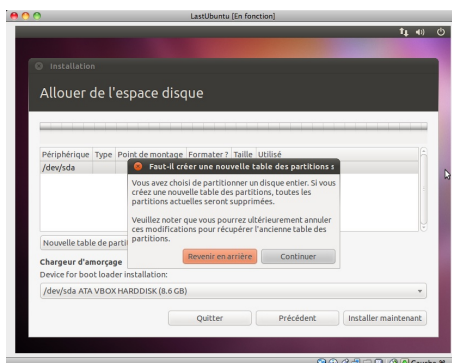 LastUbuntu [En fonction]
Installation
Allouer de l'espace disque
Périphérique Type Point de montage Formater ? Taille Utilisé
/dev/sda
Faut-il créer une nouvelle table des partitions s
Vous avez choisi de partitionner un disque entier. Si vous
créez une nouvelle table des partitions, toutes les
partitions actuelles seront supprimées.
Veuillez noter que vous pourrez ultérieurement annuler
ces modifications pour récupérer l'ancienne table des
partitions.
Revenir en arrière Continuer
Nouvelle table de parti
Chargeur d'amorçage
Device for boot loader installation:
/dev/sda ATA VBOX HARDDISK (8.6 GB)
Quitter Précédent Installer maintenant